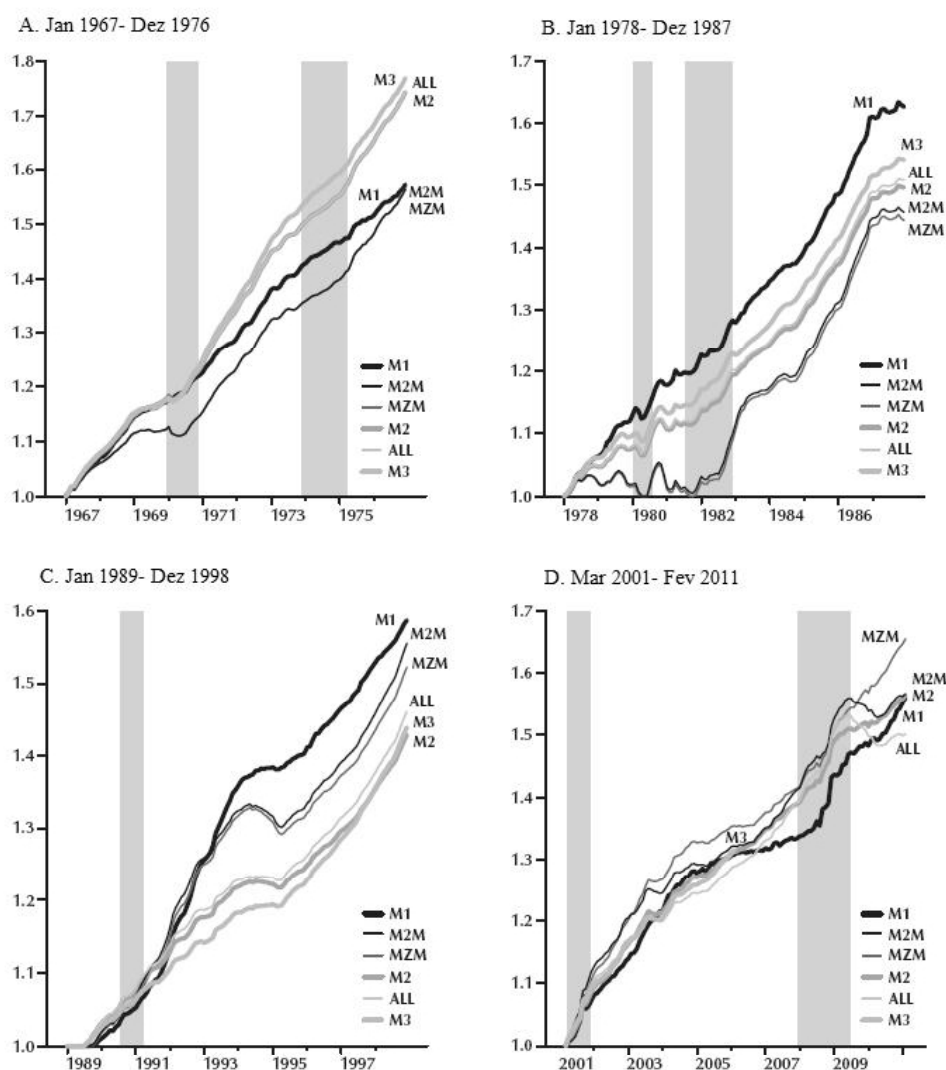 A. Jan 1967- Dez 1976
1.8
1.7
1.6
1.5
1.4
1.3
1.2
1.1
1.0
M3
ALL
M2
M1
M2M
MZM
M1
M2M
MZM
M2
ALL
M3
1967 1969 1971 1973 1975
B. Jan 1978- Dez 1987
1.7
1.6
1.5
1.4
1.3
1.2
1.1
1.0
M1
M3
ALL
M2
M2M
MZM
M1
M2M
MZM
M2
ALL
M3
1978 1980 1982 1984 1986
C. Jan 1989- Dez 1998
1.6
1.5
1.4
1.3
1.2
1.1
1.0
M1
M2M
MZM
ALL
M3
M2
M1
M2M
MZM
M2
ALL
M3
1989 1991 1993 1995 1997
D. Mar 2001- Fev 2011
1.7
1.6
1.5
1.4
1.3
1.2
1.1
1.0
MZM
M2M
M2
M1
ALL
M3
M1
M2M
MZM
M2
ALL
M3
2001 2003 2005 2007 2009